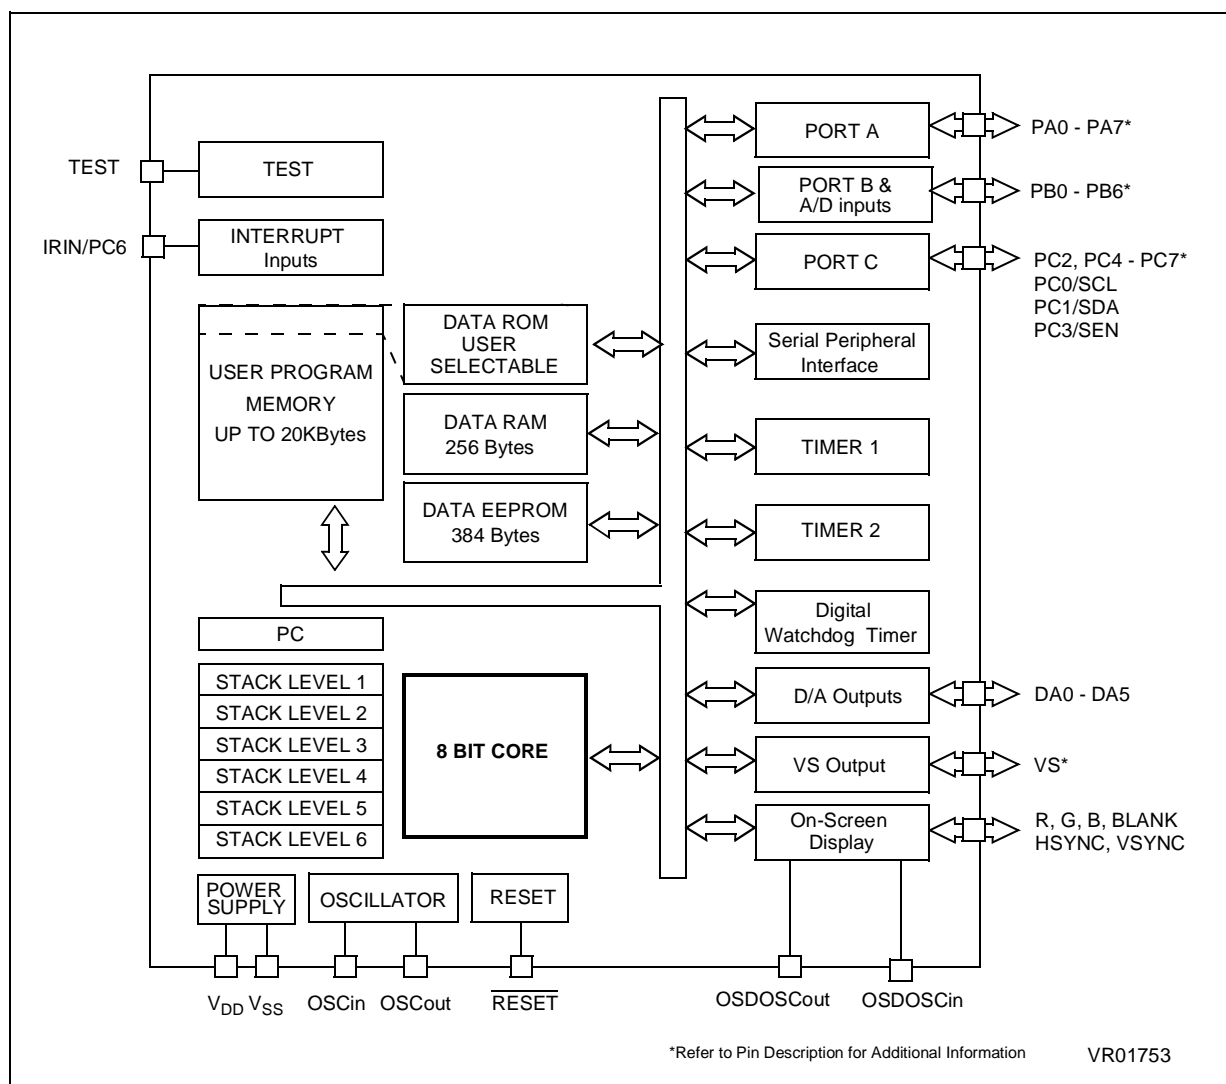 TEST
TEST
IRIN/PC6
INTERRUPT
Inputs
USER PROGRAM
MEMORY
UP TO 20KBytes
DATA ROM
USER
SELECTABLE
DATA RAM
256 Bytes
DATA EEPROM
384 Bytes
PC
STACK LEVEL 1
STACK LEVEL 2
STACK LEVEL 3
STACK LEVEL 4
STACK LEVEL 5
STACK LEVEL 6
8 BIT CORE
POWER
SUPPLY
OSCILLATOR
RESET
VDD VSS
OSCin
OSCout
RESET
PORT A
PA0 - PA7*
PORT B &
A/D inputs
PB0 - PB6*
PORT C
PC2, PC4 - PC7*
PC0/SCL
PC1/SDA
PC3/SEN
Serial Peripheral
Interface
TIMER 1
TIMER 2
Digital
Watchdog Timer
D/A Outputs
DA0 - DA5
VS Output
VS*
On-Screen
Display
R, G, B, BLANK
HSYNC, VSYNC
OSDOSCout
OSDOSCin
*Refer to Pin Description for Additional Information
VR01753